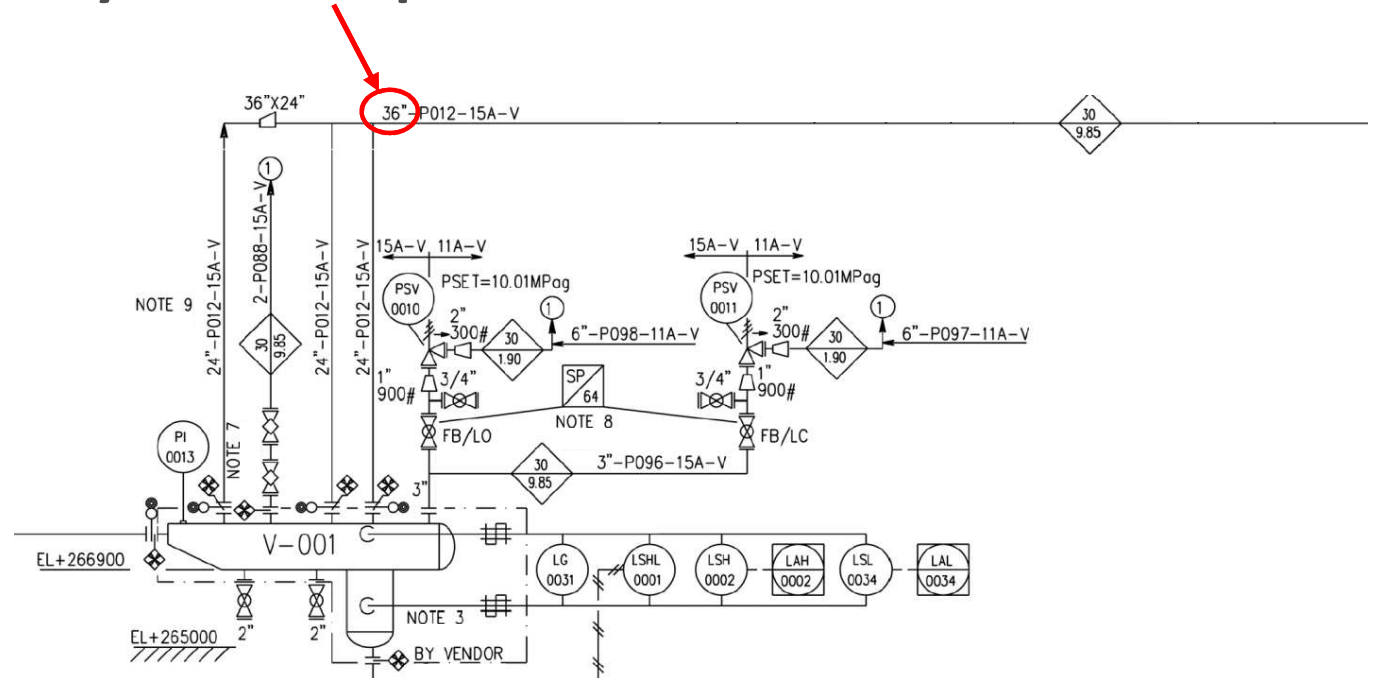 36"X24"
36"-P012-15A-V
30
9.85
1
24"-P012-15A-V
2-P088-15A-V
24"-P012-15A-V
24"-P012-15A-V
15A-V 11A-V
15A-V 11A-V
PSV
0010
PSET=10.01MPag
PSV
0011
PSET=10.01MPag
NOTE 9
2"
300#
1
6"-P098-11A-V
2"
300#
1
6"-P097-11A-V
30
9.85
30
1.90
30
1.90
1"
900#
3/4"
SP
64
3/4"
1"
900#
NOTE 8
FB/LO
FB/LC
PI
0013
NOTE 7
30
9.85
3"-P096-15A-V
3"
V-001
EL+266900
LG
0031
LSHL
0001
LSH
0002
LAH
0002
LSL
0034
LAL
0034
NOTE 3
EL+265000
2"
2"
BY VENDOR